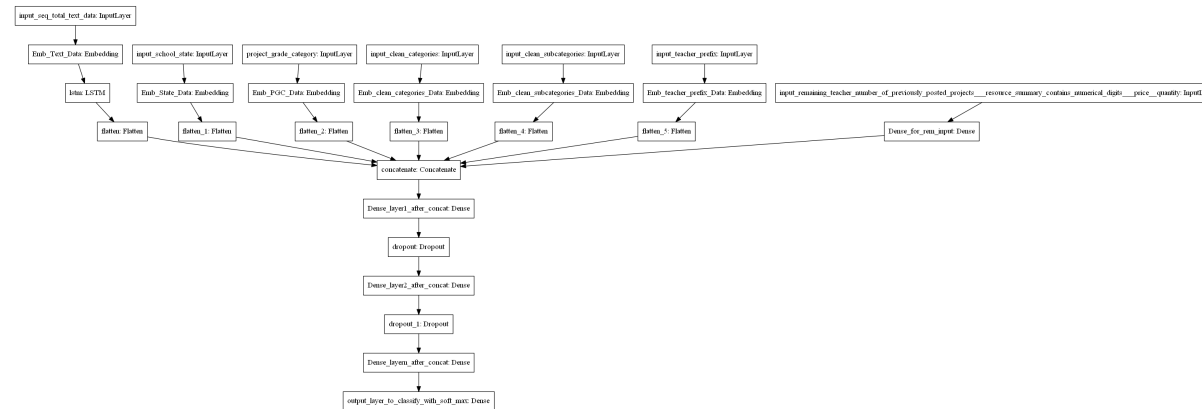 input_seq_total_text_data: InputLayer
Emb_Text_Data: Embedding
input_school_state: InputLayer
project_grade_category: InputLayer
input_clean_categories: InputLayer
input_clean_subcategories: InputLayer
input_teacher_prefix: InputLayer
lstm: LSTM
Emb_State_Data: Embedding
Emb_PGC_Data: Embedding
Emb_clean_categories_Data: Embedding
Emb_clean_subcategories_Data: Embedding
Emb_teacher_prefix_Data: Embedding
input_remaining_teacher_number_of_previously_posted_projects___resource_summary_contains_numerical_digits___price__quantity: InputL
flatten: Flatten
flatten_1: Flatten
flatten_2: Flatten
flatten_3: Flatten
flatten_4: Flatten
flatten_5: Flatten
Dense_for_rem_input: Dense
concatenate: Concatenate
Dense_layer1_after_concat: Dense
dropout: Dropout
Dense_layer2_after_concat: Dense
dropout_1: Dropout
Dense_layern_after_concat: Dense
output_layer_to_classify_with_soft_max: Dense